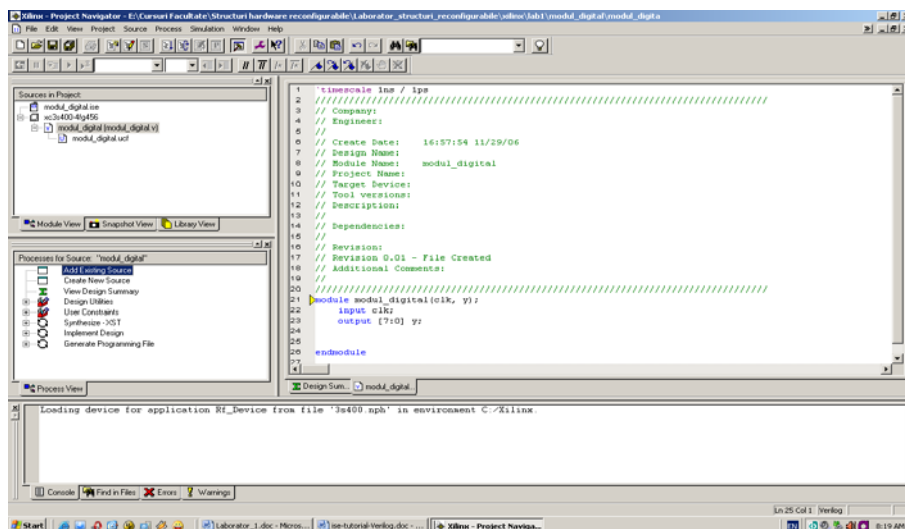 Xilinx - Project Navigator - E:\Cursuri Facultate\Structuri hardware reconfigurabile\Laborator_structuri_reconfigurabile\xilinx\lab1\modul_digital\modul_digita
File Edit View Project Source Process Simulation Window Help
Sources in Project:
modul_digital.ise
xc3s400-4fg456
modul_digital (modul_digital.v)
modul_digital.ucf
Module View Snapshot View Library View
Processes for Source: "modul_digital"
Add Existing Source
Create New Source
View Design Summary
Design Utilities
User Constraints
Synthesize - XST
Implement Design
Generate Programming File
Process View
1 `timescale 1ns / 1ps
2 ////////////////////////////////////////////////////////////////////////////////
3 // Company:
4 // Engineer:
5 //
6 // Create Date: 16:57:54 11/29/06
7 // Design Name:
8 // Module Name: modul_digital
9 // Project Name:
10 // Target Device:
11 // Tool versions:
12 // Description:
13 //
14 // Dependencies:
15 //
16 // Revision:
17 // Revision 0.01 - File Created
18 // Additional Comments:
19 //
20 ////////////////////////////////////////////////////////////////////////////////
21 module modul_digital(clk, y);
22 input clk;
23 output [7:0] y;
24
25
26 endmodule
27
Design Sum... modul_digital...
Loading device for application Rf_Device from file '3s400.nph' in environment C:/Xilinx.
Console Find in Files Errors Warnings
Ln 25 Col 1 Verilog
Start Laborator_1.doc - Micros... ise-tutorial-Verilog.doc - ... Xilinx - Project Naviga... EN 8:19 AM